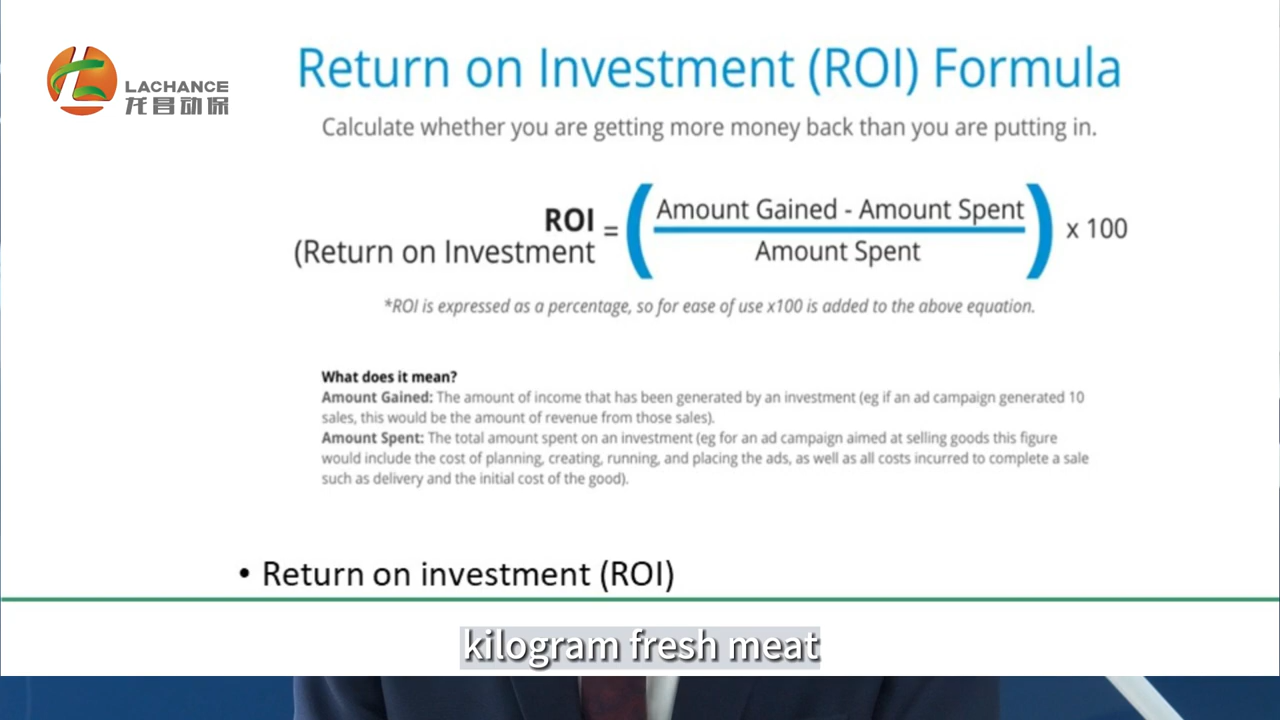 LACHANCE
龙昌动保
Return on Investment (ROI) Formula
Calculate whether you are getting more money back than you are putting in.
ROI
(Return on Investment
=
(
Amount Gained - Amount Spent
Amount Spent
)
x 100
*ROI is expressed as a percentage, so for ease of use x100 is added to the above equation.
What does it mean?
Amount Gained: The amount of income that has been generated by an investment (eg if an ad campaign generated 10
sales, this would be the amount of revenue from those sales).
Amount Spent: The total amount spent on an investment (eg for an ad campaign aimed at selling goods this figure
would include the cost of planning, creating, running, and placing the ads, as well as all costs incurred to complete a sale
such as delivery and the initial cost of the good).
• Return on investment (ROI)
kilogram fresh meat